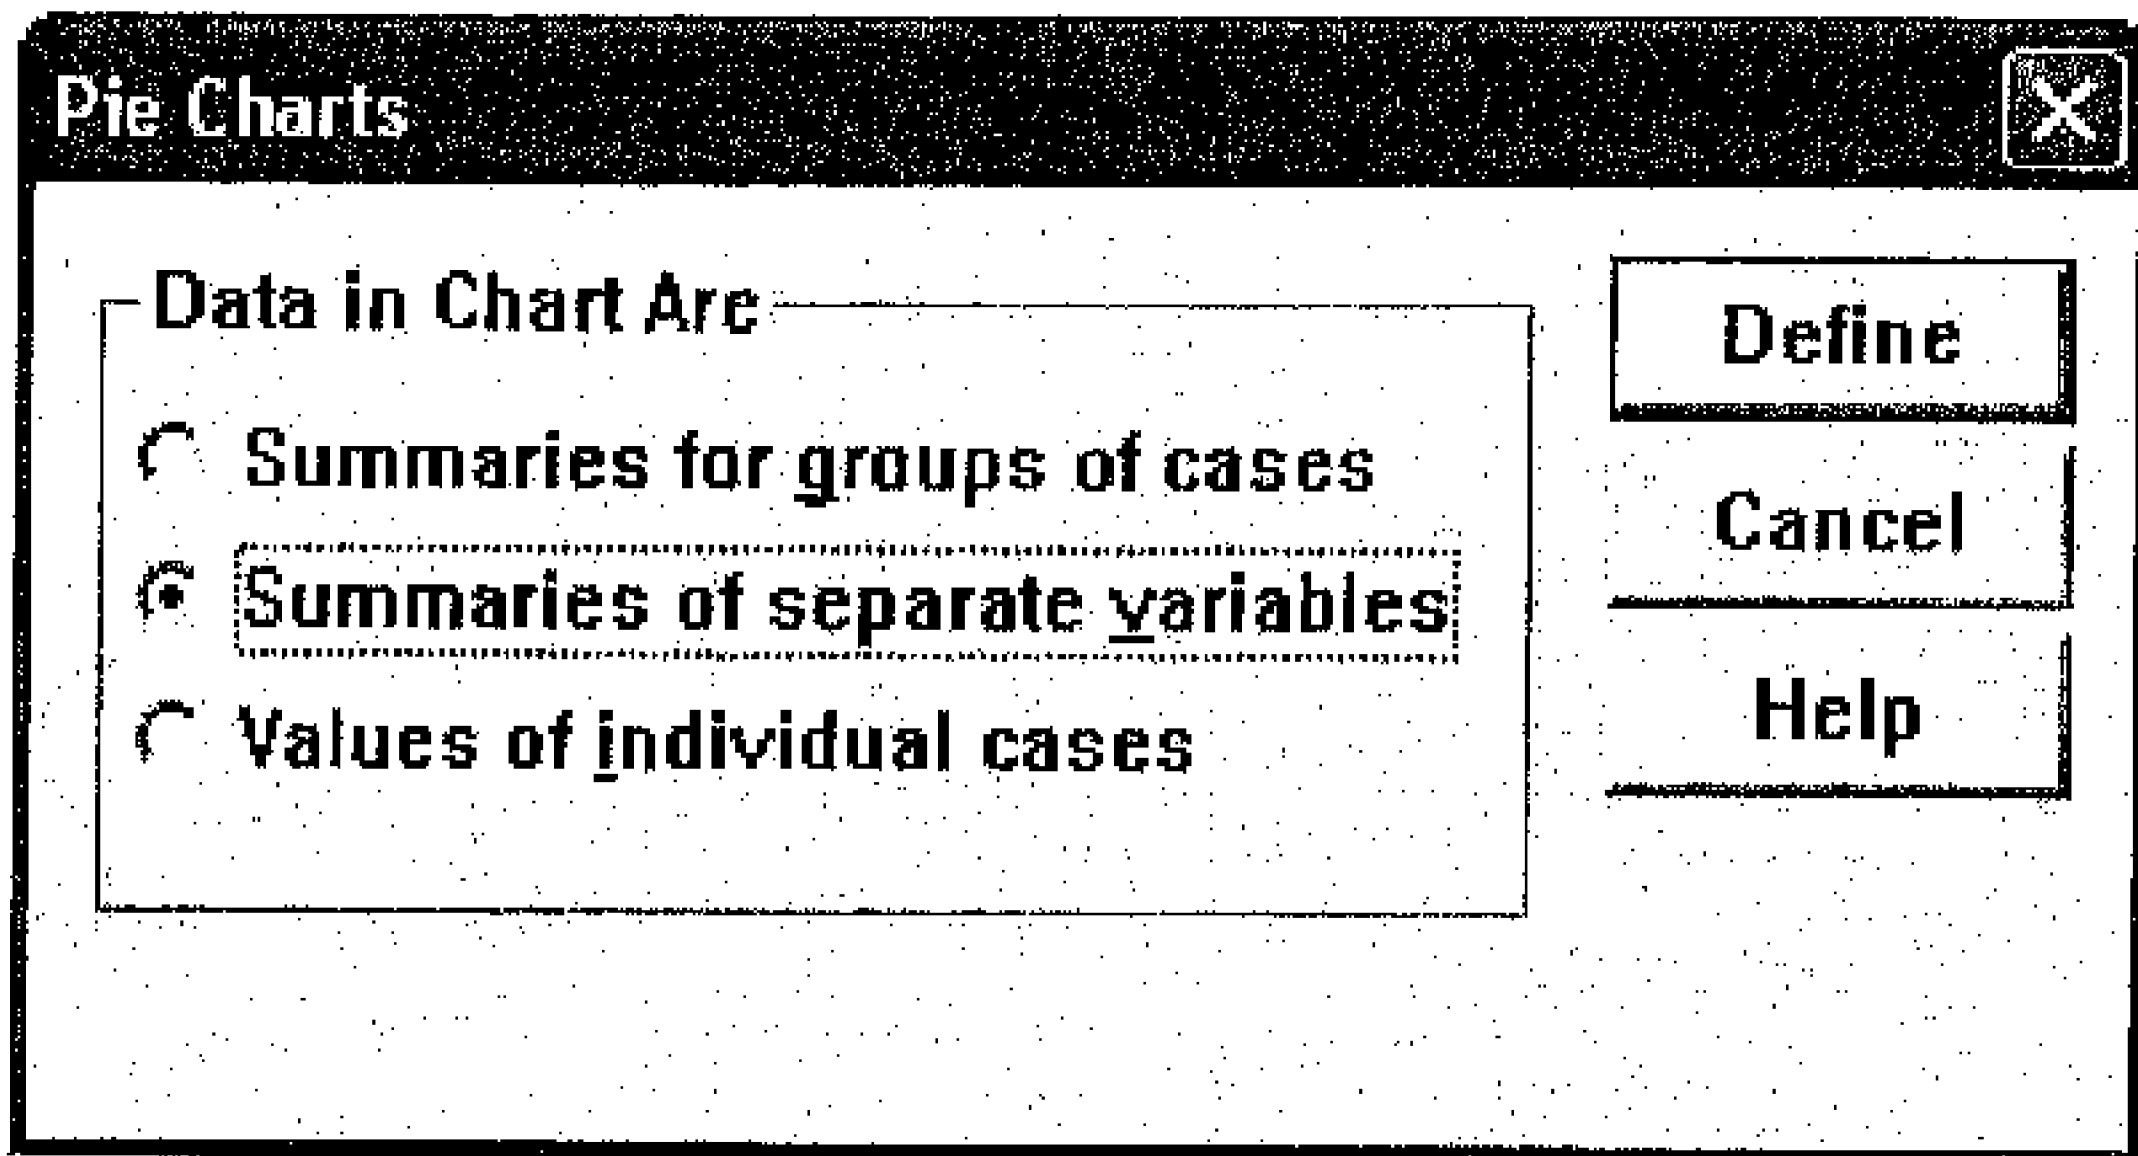 Pie Charts
Data in Chart Are
Summaries for groups of cases
Summaries of separate variables
Values of individual cases
Define
Cancel
Help